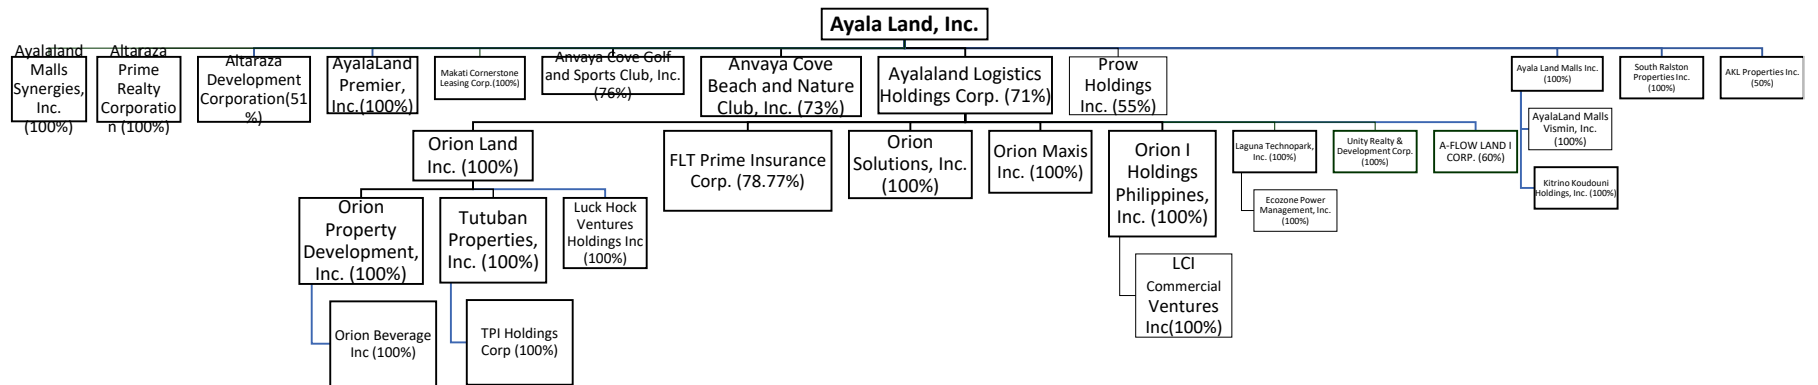 Ayala Land, Inc.
Ayalaland
Malls
Synergies,
Inc.
(100%)
Altaraza
Prime
Realty
Corporatio
n (100%)
Altaraza
Development
Corporation(51
%)
AyalaLand
Premier,
Inc.(100%)
Makati Cornerstone
Leasing Corp.(100%)
Anvaya Cove Golf
and Sports Club, Inc.
(76%)
Anvaya Cove
Beach and Nature
Club, Inc. (73%)
Ayalaland Logistics
Holdings Corp. (71%)
Prow
Holdings
Inc. (55%)
Ayala Land Malls Inc.
(100%)
South Ralston
Properties Inc.
(100%)
AKL Properties Inc.
(50%)
AyalaLand Malls
Vismin, Inc.
(100%)
Kitrino Koudouni
Holdings, Inc. (100%)
Orion Land
Inc. (100%)
FLT Prime Insurance
Corp. (78.77%)
Orion
Solutions, Inc.
(100%)
Orion Maxis
Inc. (100%)
Orion I
Holdings
Philippines,
Inc. (100%)
Laguna Technopark,
Inc. (100%)
Unity Realty &
Development Corp.
(100%)
A-FLOW LAND I
CORP. (60%)
Ecozone Power
Management, Inc.
(100%)
Orion
Property
Development,
Inc. (100%)
Tutuban
Properties,
Inc. (100%)
Luck Hock
Ventures
Holdings Inc
(100%)
LCI
Commercial
Ventures
Inc(100%)
Orion Beverage
Inc (100%)
TPI Holdings
Corp (100%)